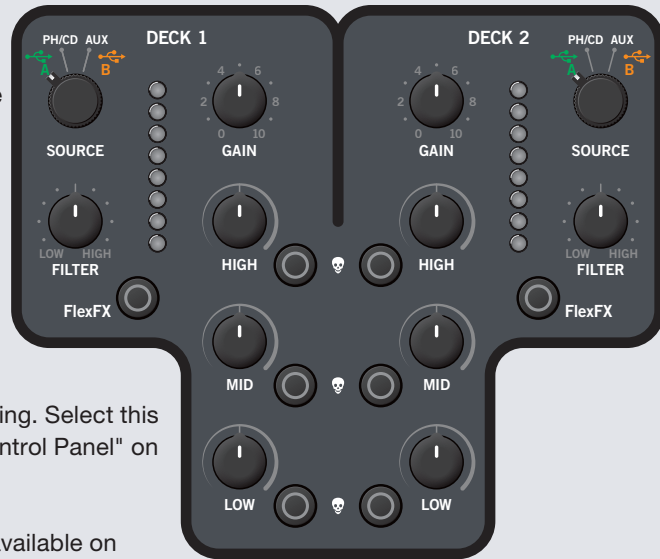 DECK 1
DECK 2
PH/CD AUX
PH/CD AUX
A B
A B
4 6
4 6
2 8
2 8
0 10
0 10
SOURCE
GAIN
GAIN
SOURCE
LOW HIGH
LOW HIGH
FILTER
HIGH
HIGH
FILTER
FlexFX
FlexFX
MID
MID
LOW
LOW
ing. Select this
ntrol Panel" on
vailable on